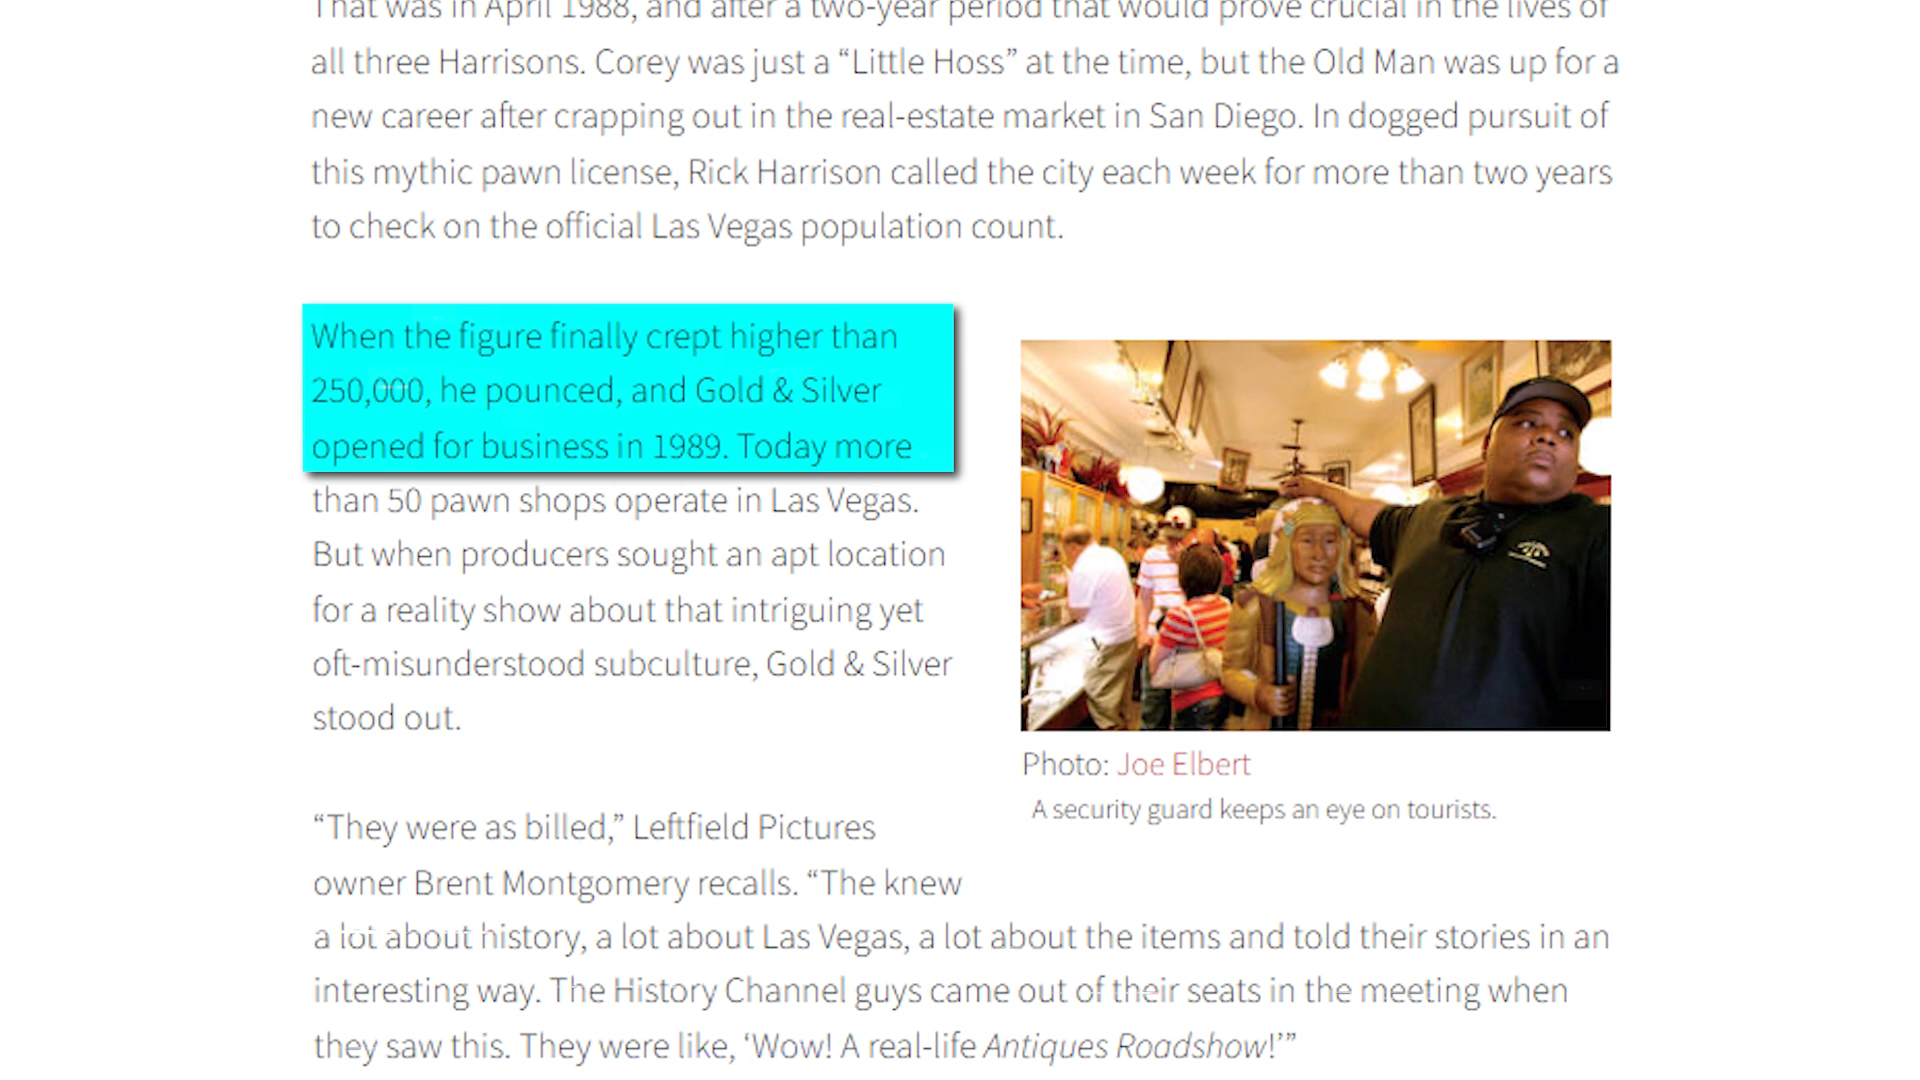 That was in April 1988, and after a two-year period that would prove crucial in the lives of
all three Harrisons. Corey was just a “Little Hoss” at the time, but the Old Man was up for a
new career after crapping out in the real-estate market in San Diego. In dogged pursuit of
this mythic pawn license, Rick Harrison called the city each week for more than two years
to check on the official Las Vegas population count.
When the figure finally crept higher than
250,000, he pounced, and Gold & Silver
opened for business in 1989. Today more
than 50 pawn shops operate in Las Vegas.
But when producers sought an apt location
for a reality show about that intriguing yet
oft-misunderstood subculture, Gold & Silver
stood out.
Photo: Joe Elbert
A security guard keeps an eye on tourists.
“They were as billed,” Leftfield Pictures
owner Brent Montgomery recalls. “The knew
a lot about history, a lot about Las Vegas, a lot about the items and told their stories in an
interesting way. The History Channel guys came out of their seats in the meeting when
they saw this. They were like, ‘Wow! A real-life Antiques Roadshow!’”